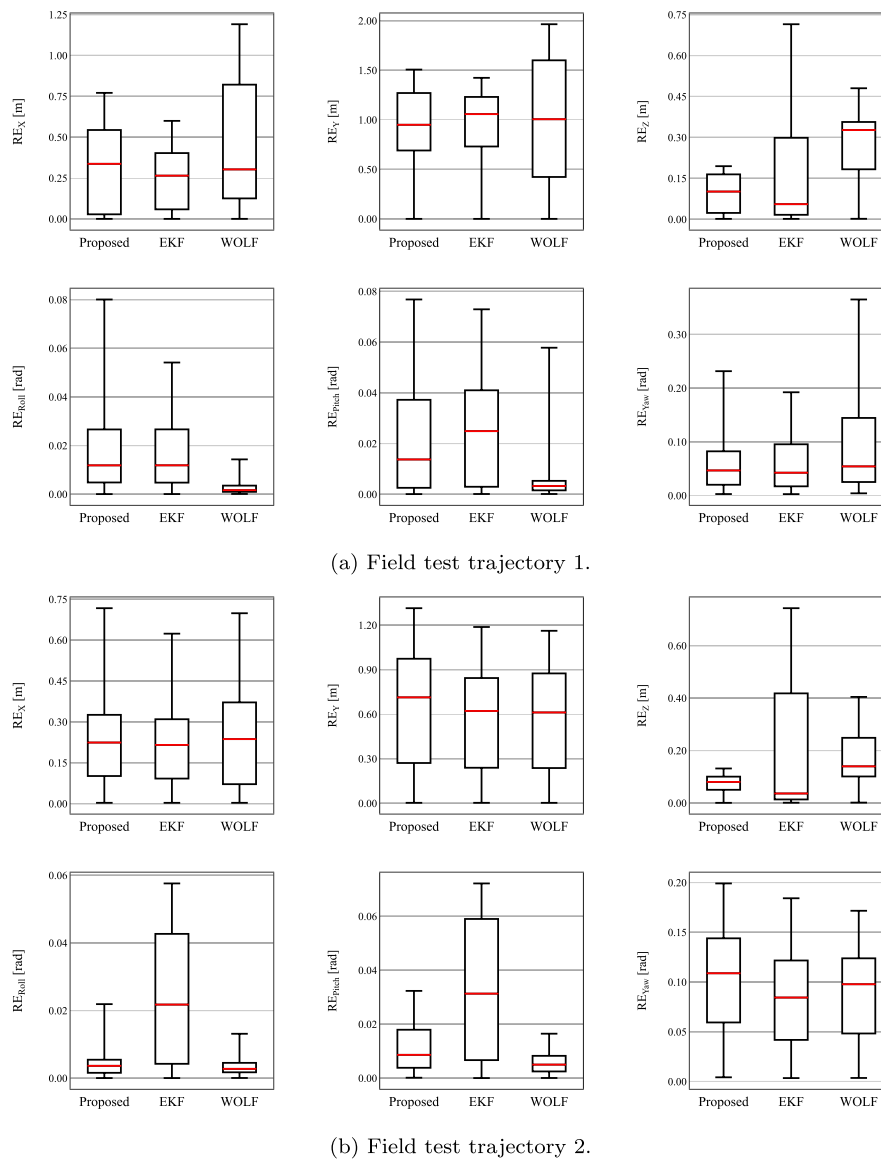 1.25
1.00
0.75
0.50
0.25
0.00
RE_X [m]
Proposed EKF WOLF
2.00
1.50
1.00
0.50
0.00
RE_Y [m]
Proposed EKF WOLF
0.75
0.60
0.45
0.30
0.15
0.00
RE_Z [m]
Proposed EKF WOLF
0.08
0.06
0.04
0.02
0.00
RE_Roll [rad]
Proposed EKF WOLF
0.08
0.06
0.04
0.02
0.00
RE_Pitch [rad]
Proposed EKF WOLF
0.30
0.20
0.10
0.00
RE_Yaw [rad]
Proposed EKF WOLF
(a) Field test trajectory 1.
0.75
0.60
0.45
0.30
0.15
0.00
RE_X [m]
Proposed EKF WOLF
1.20
0.90
0.60
0.30
0.00
RE_Y [m]
Proposed EKF WOLF
0.60
0.40
0.20
0.00
RE_Z [m]
Proposed EKF WOLF
0.06
0.04
0.02
0.00
RE_Roll [rad]
Proposed EKF WOLF
0.06
0.04
0.02
0.00
RE_Pitch [rad]
Proposed EKF WOLF
0.20
0.15
0.10
0.05
0.00
RE_Yaw [rad]
Proposed EKF WOLF
(b) Field test trajectory 2.